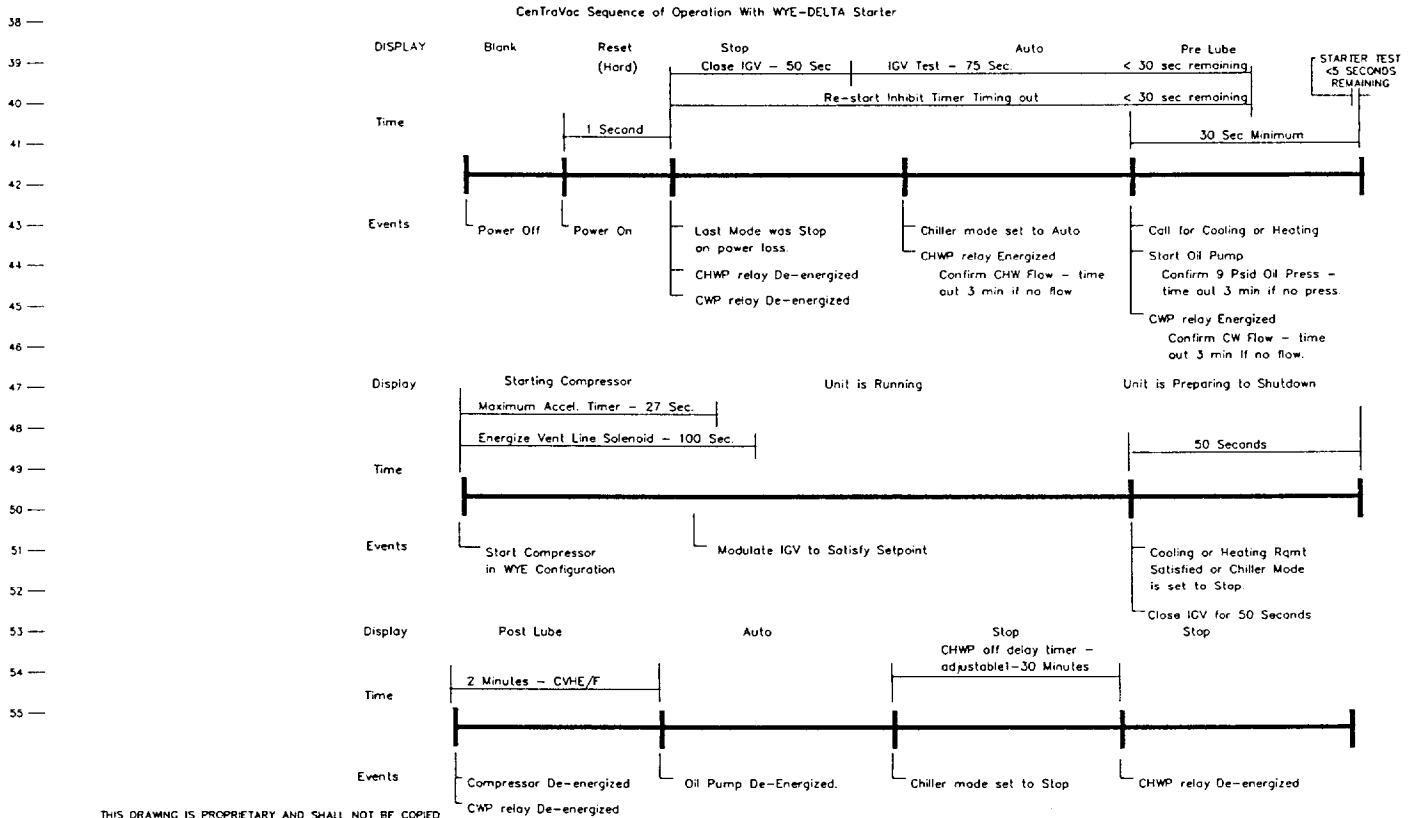 CenTraVac Sequence of Operation With WYE-DELTA Starter
38
39
40
41
42
43
44
45
46
47
48
49
50
51
52
53
54
55
DISPLAY
Blank
Reset
(Hard)
Stop
Auto
Pre Lube
Close IGV - 50 Sec
IGV Test - 75 Sec.
< 30 sec remaining
STARTER TEST
<5 SECONDS
REMAINING
Re-start Inhibit Timer Timing out
< 30 sec remaining
Time
1 Second
30 Sec Minimum
Events
Power Off
Power On
Last Mode was Stop
on power loss.
CHWP relay De-energized
CWP relay De-energized
Chiller mode set to Auto
CHWP relay Energized
Confirm CHW Flow - time
out 3 min if no flow
Call for Cooling or Heating
Start Oil Pump
Confirm 9 Psid Oil Press -
time out 3 min if no press.
CWP relay Energized
Confirm CW Flow - time
out 3 min If no flow.
Display
Starting Compressor
Unit is Running
Unit is Preparing to Shutdown
Maximum Accel. Timer - 27 Sec.
Energize Vent Line Solenoid - 100 Sec.
50 Seconds
Time
Events
Start Compressor
in WYE Configuration
Modulate IGV to Satisfy Setpoint
Cooling or Heating Rqmt
Satisfied or Chiller Mode
is set to Stop.
Close IGV for 50 Seconds
Display
Post Lube
Auto
Stop
Stop
CHWP off delay timer -
adjustable1-30 Minutes
2 Minutes - CVHE/F
Time
Events
Compressor De-energized
CWP relay De-energized
Oil Pump De-Energized.
Chiller mode set to Stop
CHWP relay De-energized
THIS DRAWING IS PROPRIETARY AND SHALL NOT BE COPIED